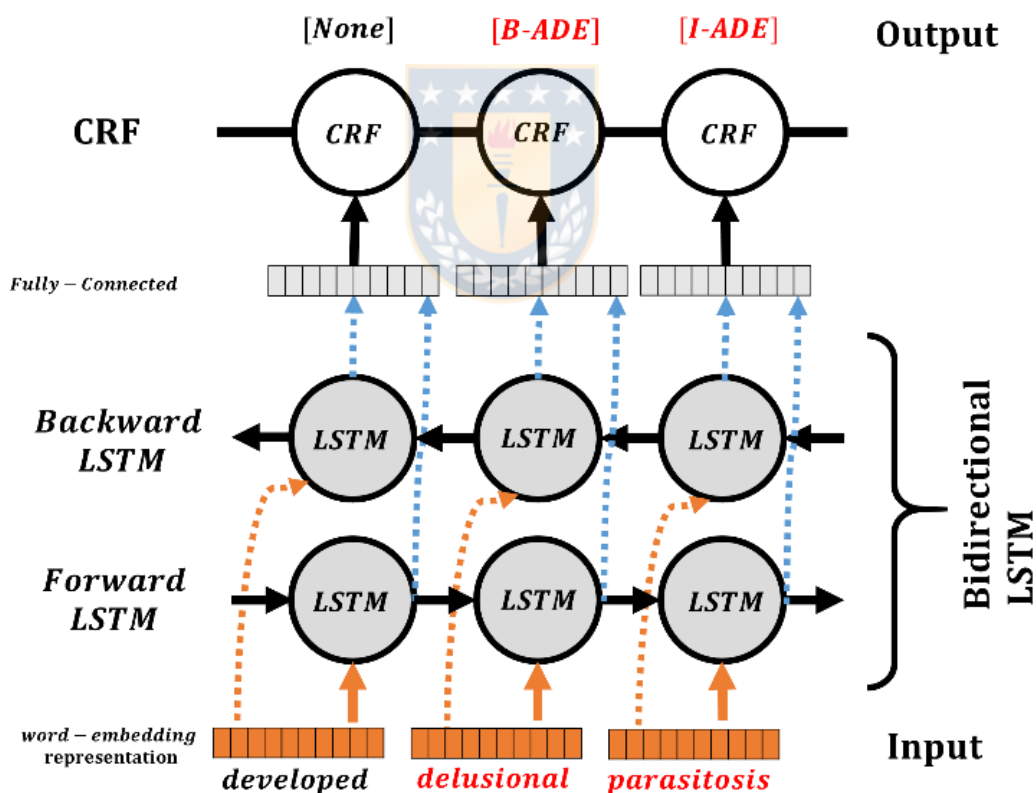 [None] [B-ADE] [I-ADE] Output
CRF CRF CRF CRF
Fully – Connected
Backward
LSTM
LSTM LSTM LSTM
Forward
LSTM
LSTM LSTM LSTM
Bidirectional
LSTM
word – embedding
representation
Input
developed delusional parasitosis